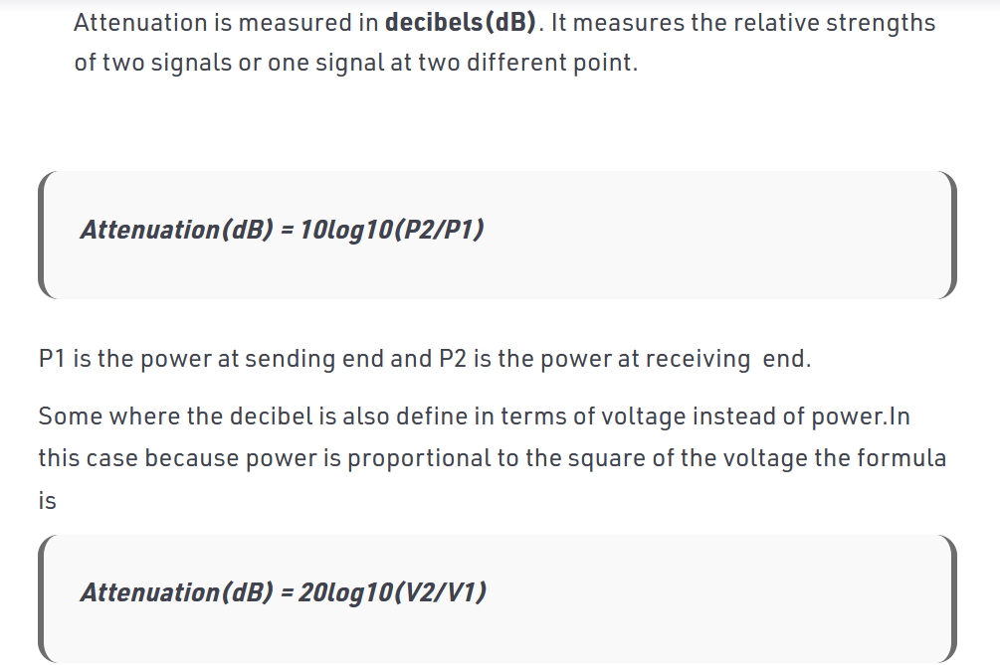 Attenuation is measured in decibels(dB). It measures the relative strengths
of two signals or one signal at two different point.
Attenuation(dB) = 10log10(P2/P1)
P1 is the power at sending end and P2 is the power at receiving  end.
Some where the decibel is also define in terms of voltage instead of power.In
this case because power is proportional to the square of the voltage the formula
is
Attenuation(dB) = 20log10(V2/V1)